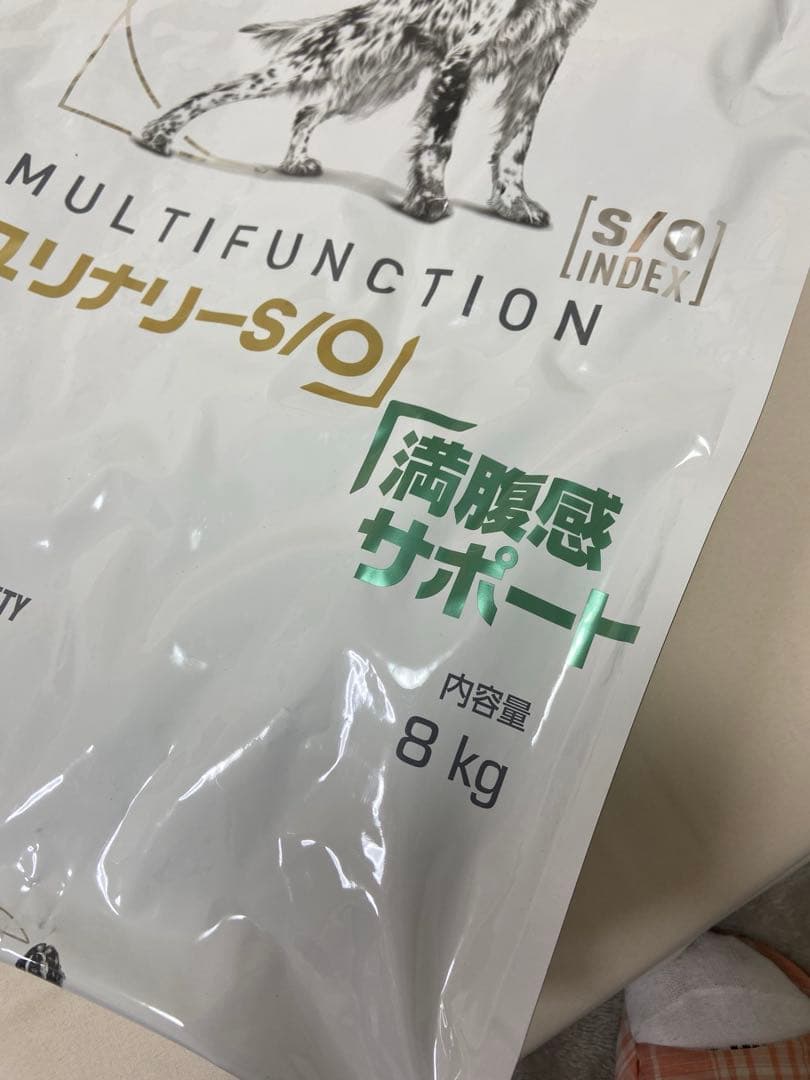 MULTIFUNCTION
[S/O
INDEX]
ユリナリーS/O
満腹感
サポート
TY
内容量
8 kg